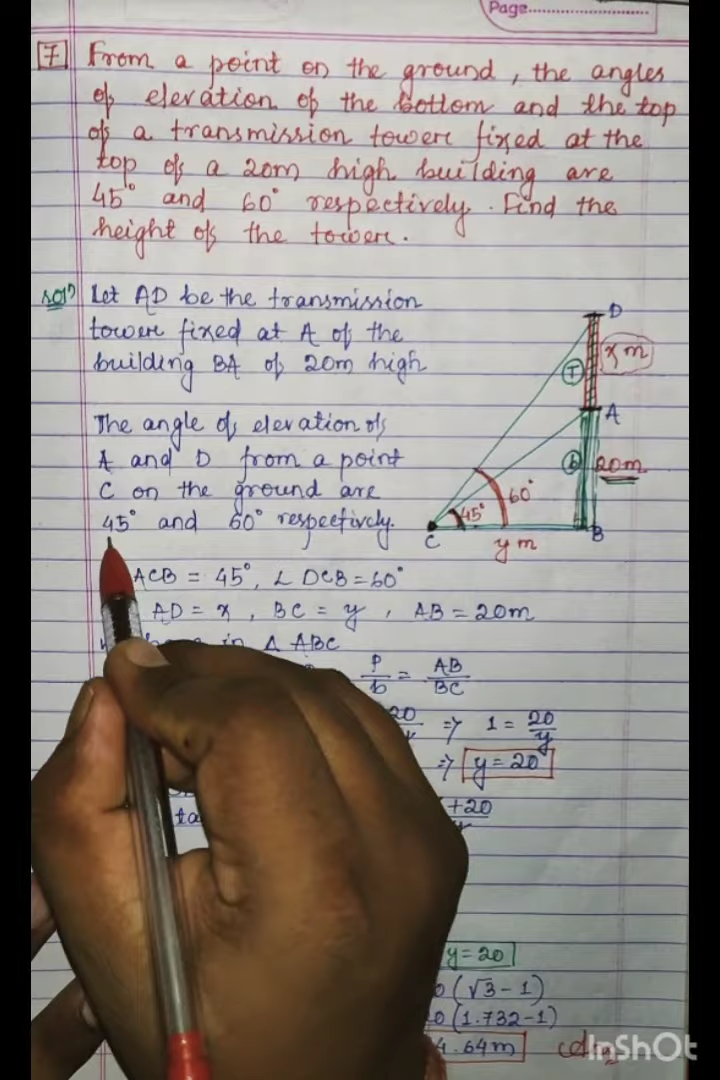 Page
7 From a point on the ground, the angles
of elevation of the bottom and the top
of a transmission tower fixed at the
top of a 20m high building are
45° and 60° respectively. Find the
height of the tower.
Solⁿ Let AD be the transmission
tower fixed at A of the
building BA of 20m high
The angle of elevation of
A and D from a point
C on the ground are
45° and 60° respectively.
D
x m
T
A
B
20m
60°
45°
C
y m
B
ACB = 45°, ∠DCB = 60°
AD = x, BC = y, AB = 20m
in Δ ABC
P/b = AB/BC
20 ⇒ 1 = 20/y
⇒ y = 20
ta +20
y = 20
(√3 - 1)
(1.732 - 1)
4.64m
InShOt